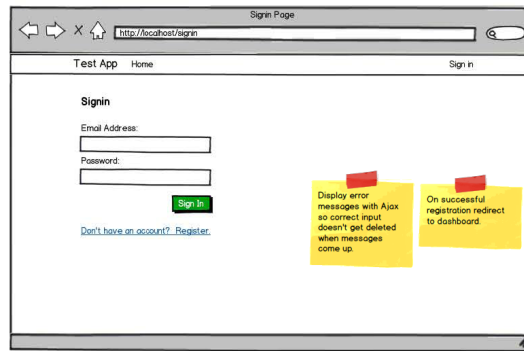 Signin Page
http://localhost/signin
Test App Home Sign in
Signin
Email Address:
Password:
Sign In
Don't have an account? Register.
Display error
messages with Ajax
so correct input
doesn't get deleted
when messages
come up.
On successful
registration redirect
to dashboard.